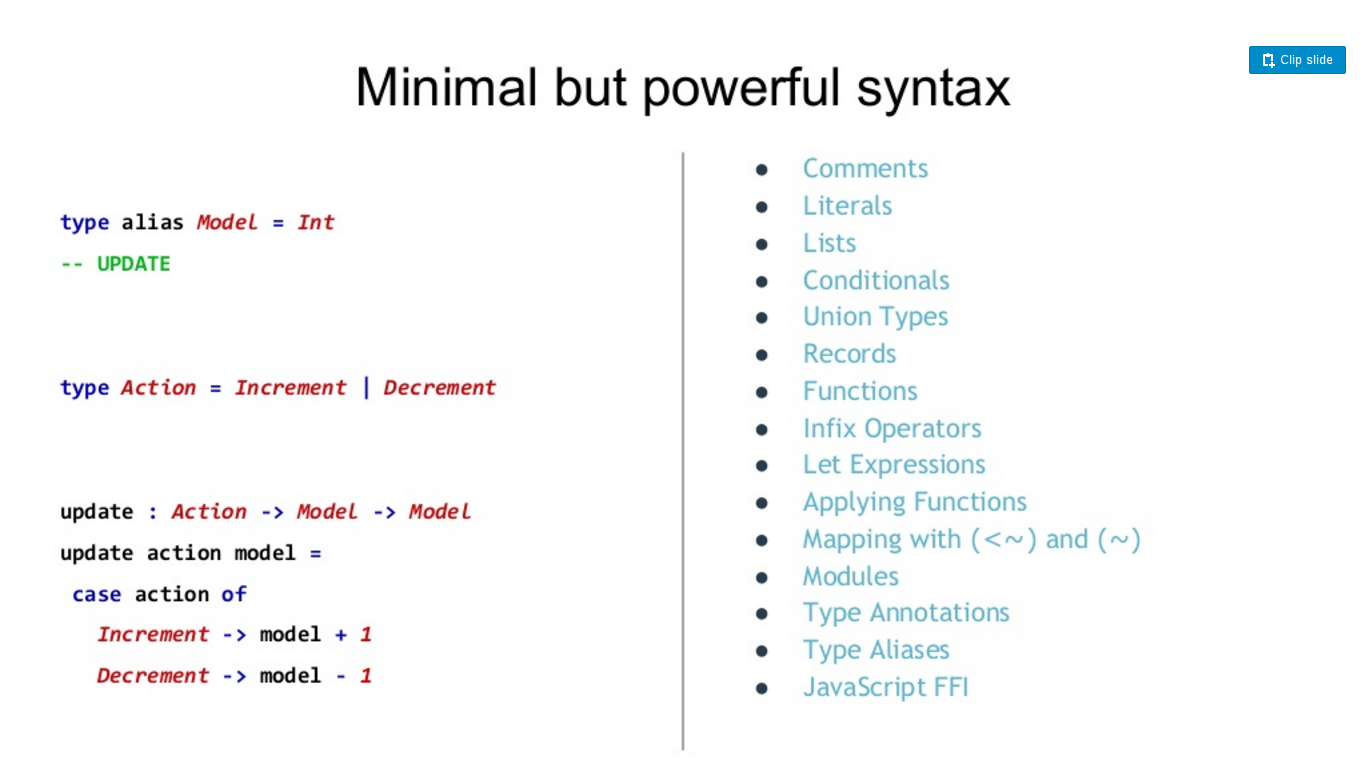 Clip slide
Minimal but powerful syntax
type alias Model = Int
-- UPDATE
type Action = Increment | Decrement
update : Action -> Model -> Model
update action model =
 case action of
   Increment -> model + 1
   Decrement -> model - 1
● Comments
● Literals
● Lists
● Conditionals
● Union Types
● Records
● Functions
● Infix Operators
● Let Expressions
● Applying Functions
● Mapping with (<~) and (~)
● Modules
● Type Annotations
● Type Aliases
● JavaScript FFI